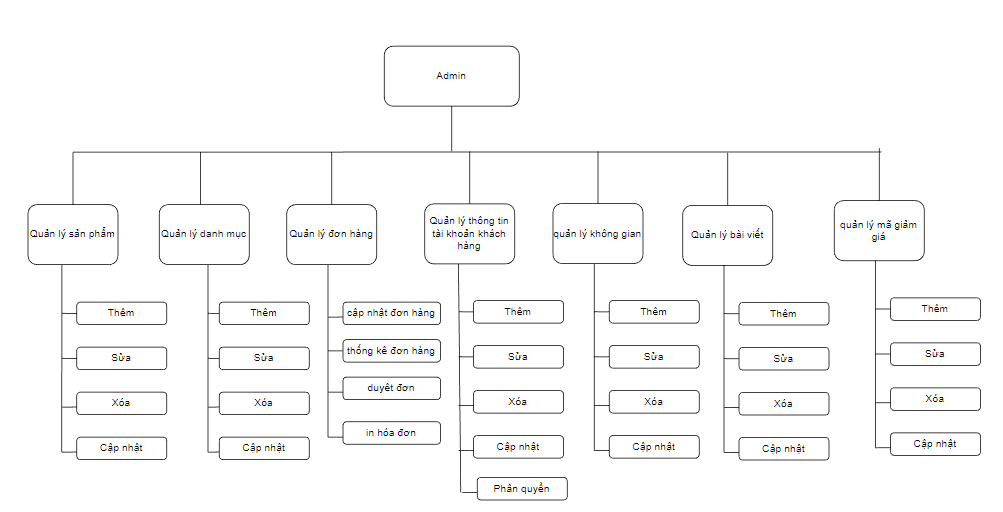 Admin
Quản lý sản phẩm
Quản lý danh mục
Quản lý đơn hàng
Quản lý thông tin
tài khoản khách
hàng
quản lý không gian
Quản lý bài viết
quản lý mã giảm
giá
Thêm
Sửa
Xóa
Cập nhật
Thêm
Sửa
Xóa
Cập nhật
cập nhật đơn hàng
thống kê đơn hàng
duyêt đơn
in hóa đơn
Thêm
Sửa
Xóa
Cập nhật
Phân quyền
Thêm
Sửa
Xóa
Cập nhật
Thêm
Sửa
Xóa
Cập nhật
Thêm
Sửa
Xóa
Cập nhật